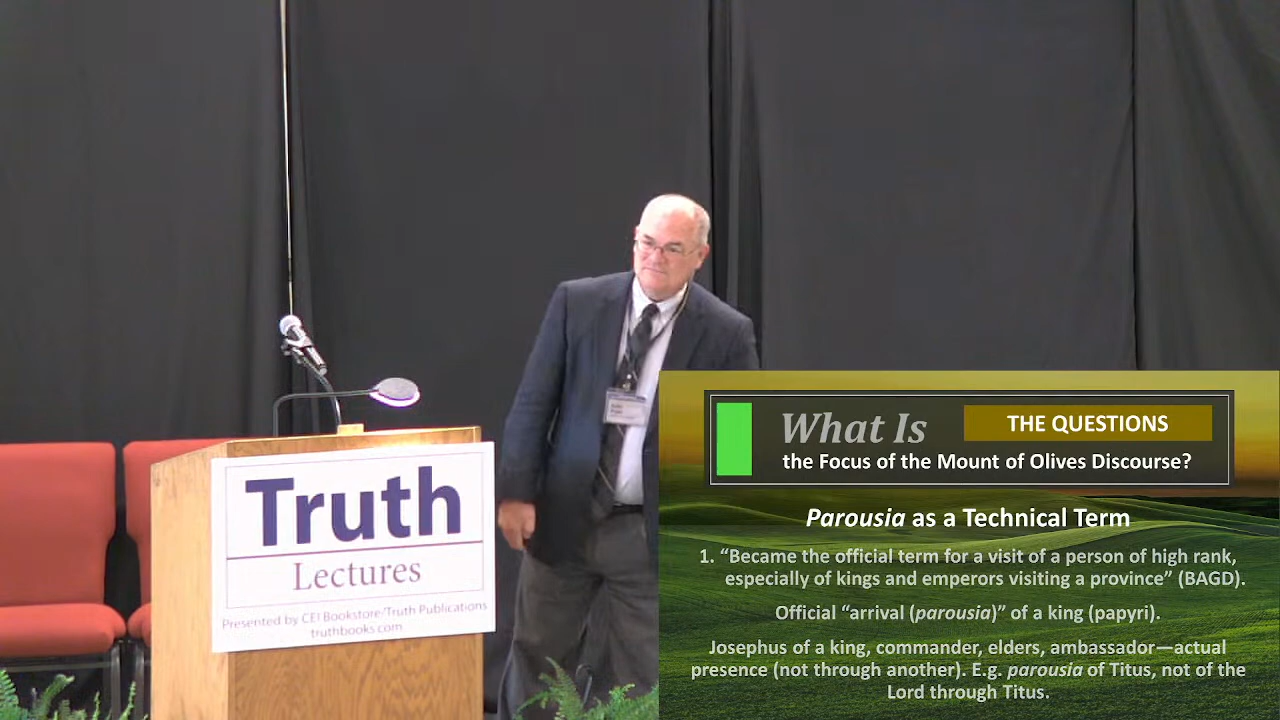 Truth
Lectures
Presented by CEI Bookstore/Truth Publications
truthbooks.com
What Is
THE QUESTIONS
the Focus of the Mount of Olives Discourse?
Parousia as a Technical Term
1. “Became the official term for a visit of a person of high rank,
especially of kings and emperors visiting a province” (BAGD).
Official “arrival (parousia)” of a king (papyri).
Josephus of a king, commander, elders, ambassador—actual
presence (not through another). E.g. parousia of Titus, not of the
Lord through Titus.